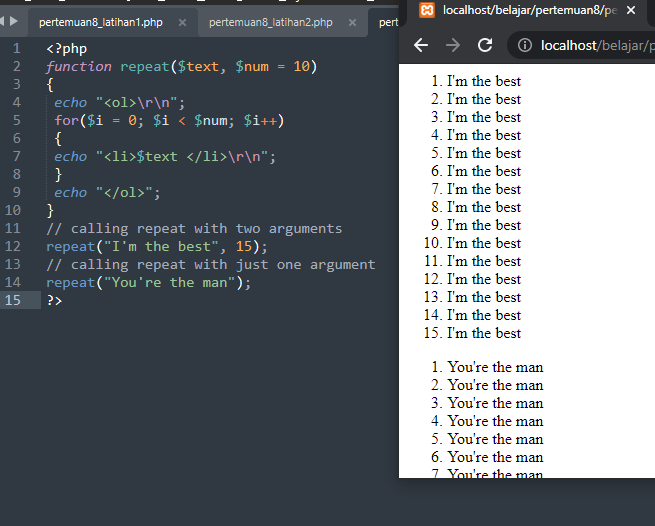 pertemuan8_latihan1.php × pertemuan8_latihan2.php × pert
1 <?php
2 function repeat($text, $num = 10)
3 {
4 echo "<ol>\r\n";
5 for($i = 0; $i < $num; $i++)
6 {
7 echo "<li>$text </li>\r\n";
8 }
9 echo "</ol>";
10 }
11 // calling repeat with two arguments
12 repeat("I'm the best", 15);
13 // calling repeat with just one argument
14 repeat("You're the man");
15 ?>
localhost/belajar/pertemuan8/pe ×
localhost/belajar/p
1. I'm the best
2. I'm the best
3. I'm the best
4. I'm the best
5. I'm the best
6. I'm the best
7. I'm the best
8. I'm the best
9. I'm the best
10. I'm the best
11. I'm the best
12. I'm the best
13. I'm the best
14. I'm the best
15. I'm the best
1. You're the man
2. You're the man
3. You're the man
4. You're the man
5. You're the man
6. You're the man
7. You're the man